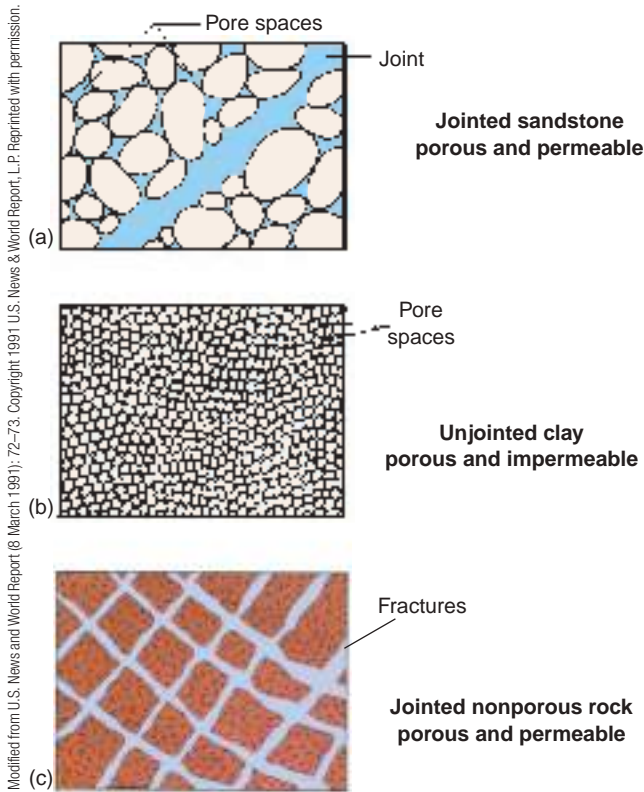 Pore spaces
Joint
Jointed sandstone
porous and permeable
(a)
Pore
spaces
Unjointed clay
porous and impermeable
(b)
Fractures
Jointed nonporous rock
porous and permeable
(c)
Modified from U.S. News and World Report (8 March 1991): 72–73. Copyright 1991 U.S. News & World Report, L.P. Reprinted with permission.